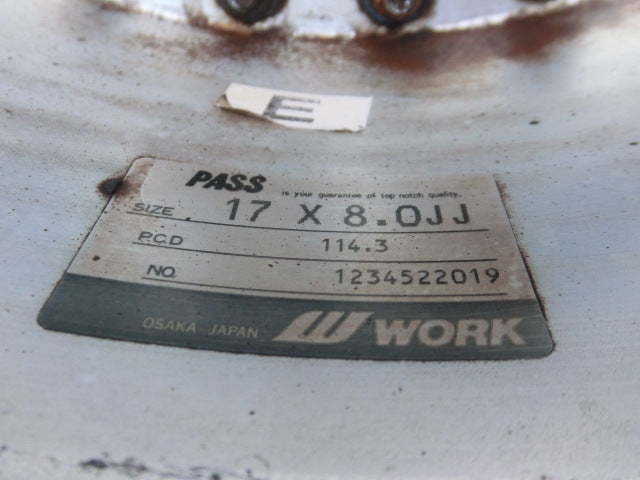 E
PASS is your guarantee of top notch quality.
SIZE 17 X 8.0JJ
P.C.D 114.3
NO. 1234522019
OSAKA JAPAN W WORK